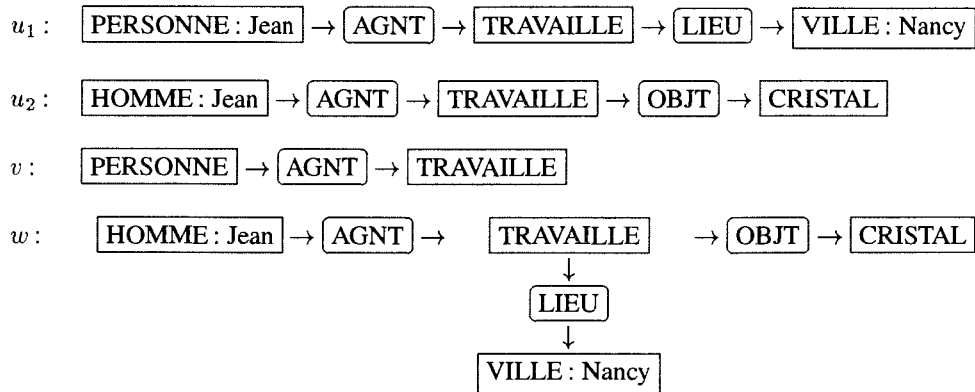 u₁ : PERSONNE : Jean → AGNT → TRAVAILLE → LIEU → VILLE : Nancy
u₂ : HOMME : Jean → AGNT → TRAVAILLE → OBJT → CRISTAL
v : PERSONNE → AGNT → TRAVAILLE
w : HOMME : Jean → AGNT → TRAVAILLE → OBJT → CRISTAL
↓
LIEU
↓
VILLE : Nancy